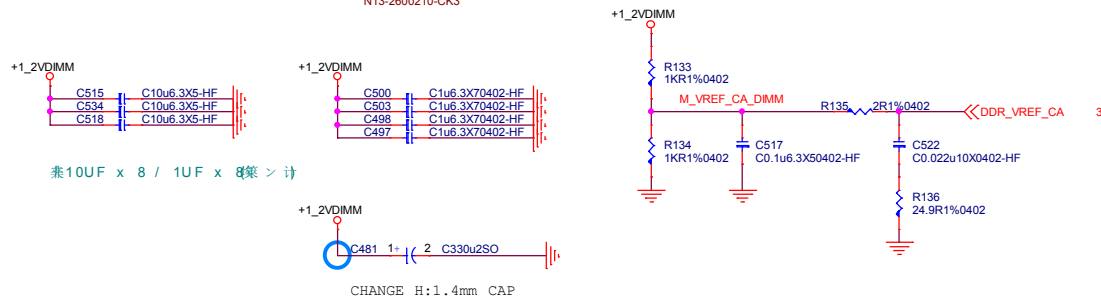 N13-2600210-CK3
+1_2VDIMM
C515 C10u6.3X5-HF
C534 C10u6.3X5-HF
C518 C10u6.3X5-HF
10UF x 8 / 1UF x 8
+1_2VDIMM
C500 C1u6.3X70402-HF
C503 C1u6.3X70402-HF
C498 C1u6.3X70402-HF
C497 C1u6.3X70402-HF
+1_2VDIMM
C481 1+ 2 C330u2SO
CHANGE H:1.4mm CAP
+1_2VDIMM
R133
1KR1%0402
M_VREF_CA_DIMM
R135 2R1%0402
DDR_VREF_CA 3
R134
1KR1%0402
C517
C0.1u6.3X50402-HF
C522
C0.022u10X0402-HF
R136
24.9R1%0402